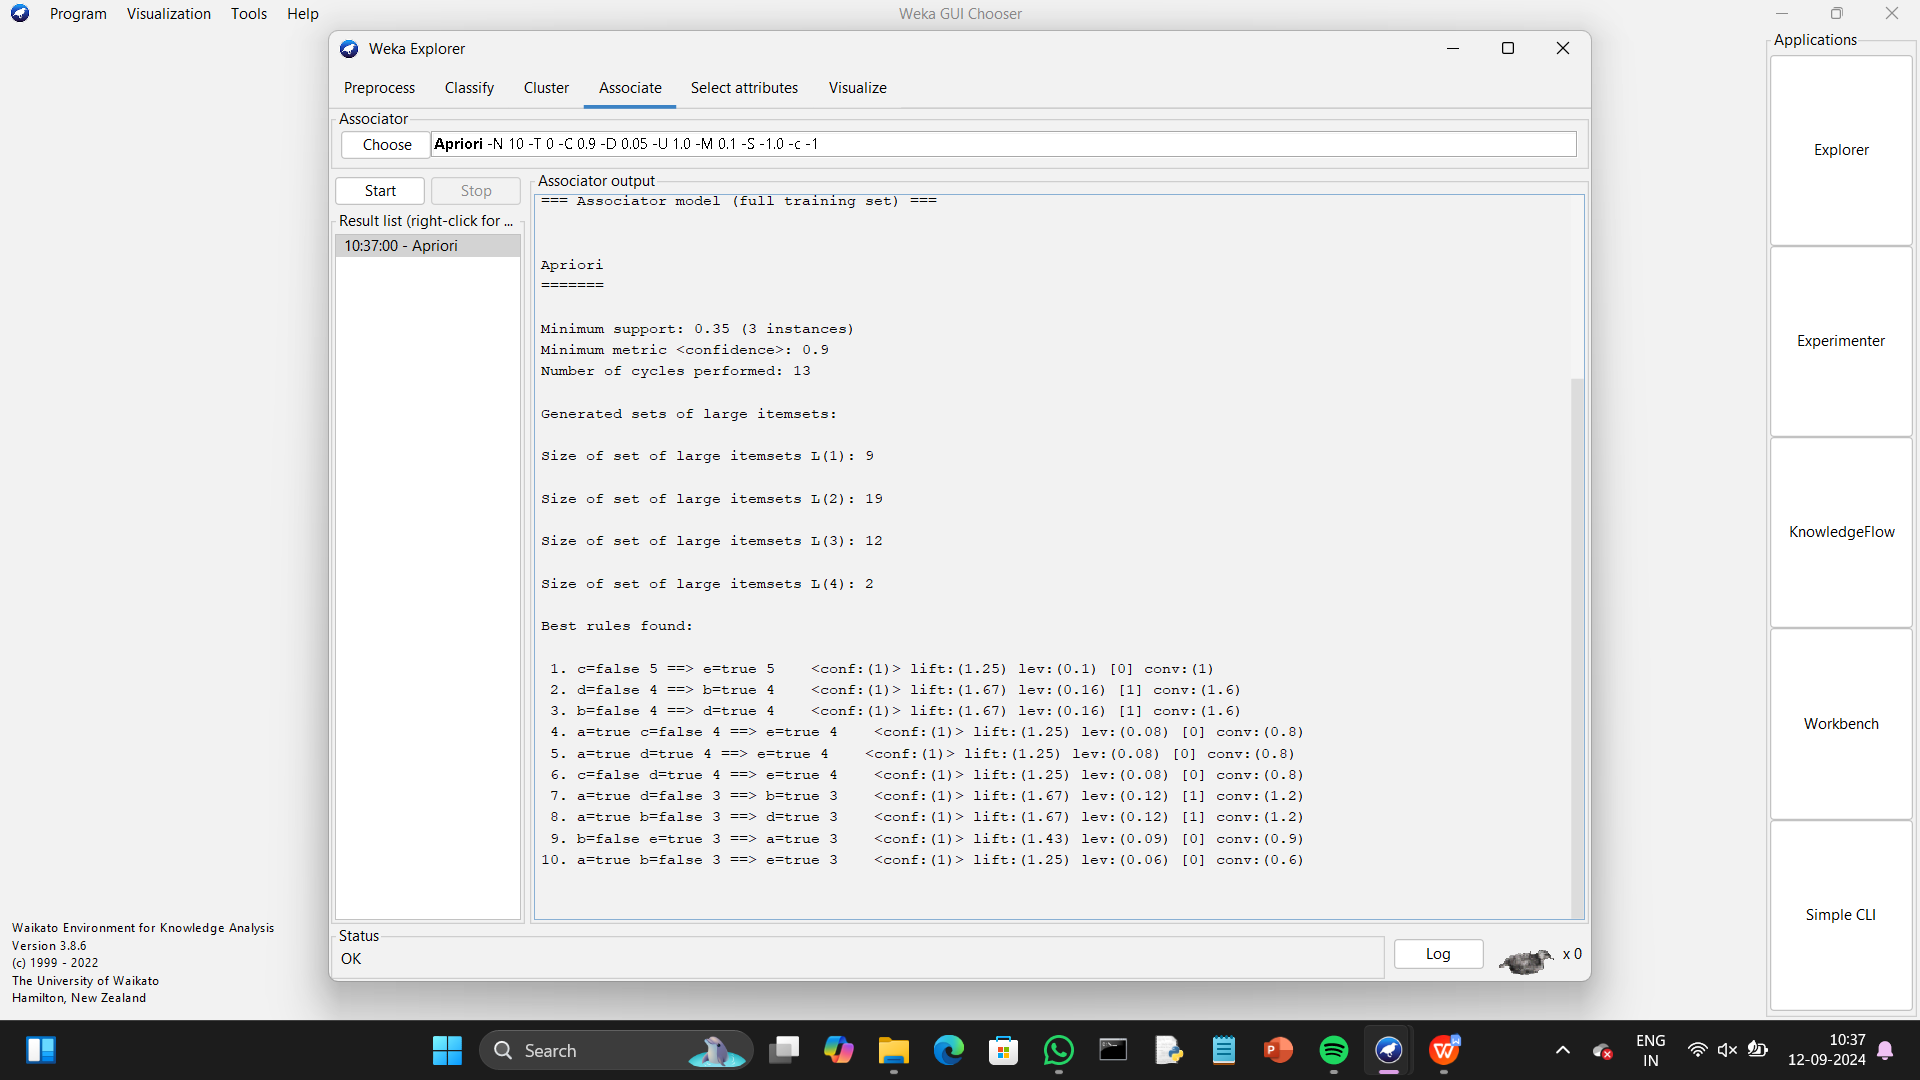 Program Visualization Tools Help
Weka GUI Chooser
Weka Explorer
Preprocess Classify Cluster Associate Select attributes Visualize
Associator
Choose Apriori -N 10 -T 0 -C 0.9 -D 0.05 -U 1.0 -M 0.1 -S -1.0 -c -1
Start Stop
Result list (right-click for ...
10:37:00 - Apriori
Associator output
=== Associator model (full training set) ===
Apriori
=======
Minimum support: 0.35 (3 instances)
Minimum metric <confidence>: 0.9
Number of cycles performed: 13
Generated sets of large itemsets:
Size of set of large itemsets L(1): 9
Size of set of large itemsets L(2): 19
Size of set of large itemsets L(3): 12
Size of set of large itemsets L(4): 2
Best rules found:
1. c=false 5 ==> e=true 5    <conf:(1)> lift:(1.25) lev:(0.1) [0] conv:(1)
2. d=false 4 ==> b=true 4    <conf:(1)> lift:(1.67) lev:(0.16) [1] conv:(1.6)
3. b=false 4 ==> d=true 4    <conf:(1)> lift:(1.67) lev:(0.16) [1] conv:(1.6)
4. a=true c=false 4 ==> e=true 4    <conf:(1)> lift:(1.25) lev:(0.08) [0] conv:(0.8)
5. a=true d=true 4 ==> e=true 4    <conf:(1)> lift:(1.25) lev:(0.08) [0] conv:(0.8)
6. c=false d=true 4 ==> e=true 4    <conf:(1)> lift:(1.25) lev:(0.08) [0] conv:(0.8)
7. a=true d=false 3 ==> b=true 3    <conf:(1)> lift:(1.67) lev:(0.12) [1] conv:(1.2)
8. a=true b=false 3 ==> d=true 3    <conf:(1)> lift:(1.67) lev:(0.12) [1] conv:(1.2)
9. b=false e=true 3 ==> a=true 3    <conf:(1)> lift:(1.43) lev:(0.09) [0] conv:(0.9)
10. a=true b=false 3 ==> e=true 3    <conf:(1)> lift:(1.25) lev:(0.06) [0] conv:(0.6)
Status
OK
Log
x 0
Applications
Explorer
Experimenter
KnowledgeFlow
Workbench
Simple CLI
Waikato Environment for Knowledge Analysis
Version 3.8.6
(c) 1999 - 2022
The University of Waikato
Hamilton, New Zealand
Search
ENG
IN
10:37
12-09-2024